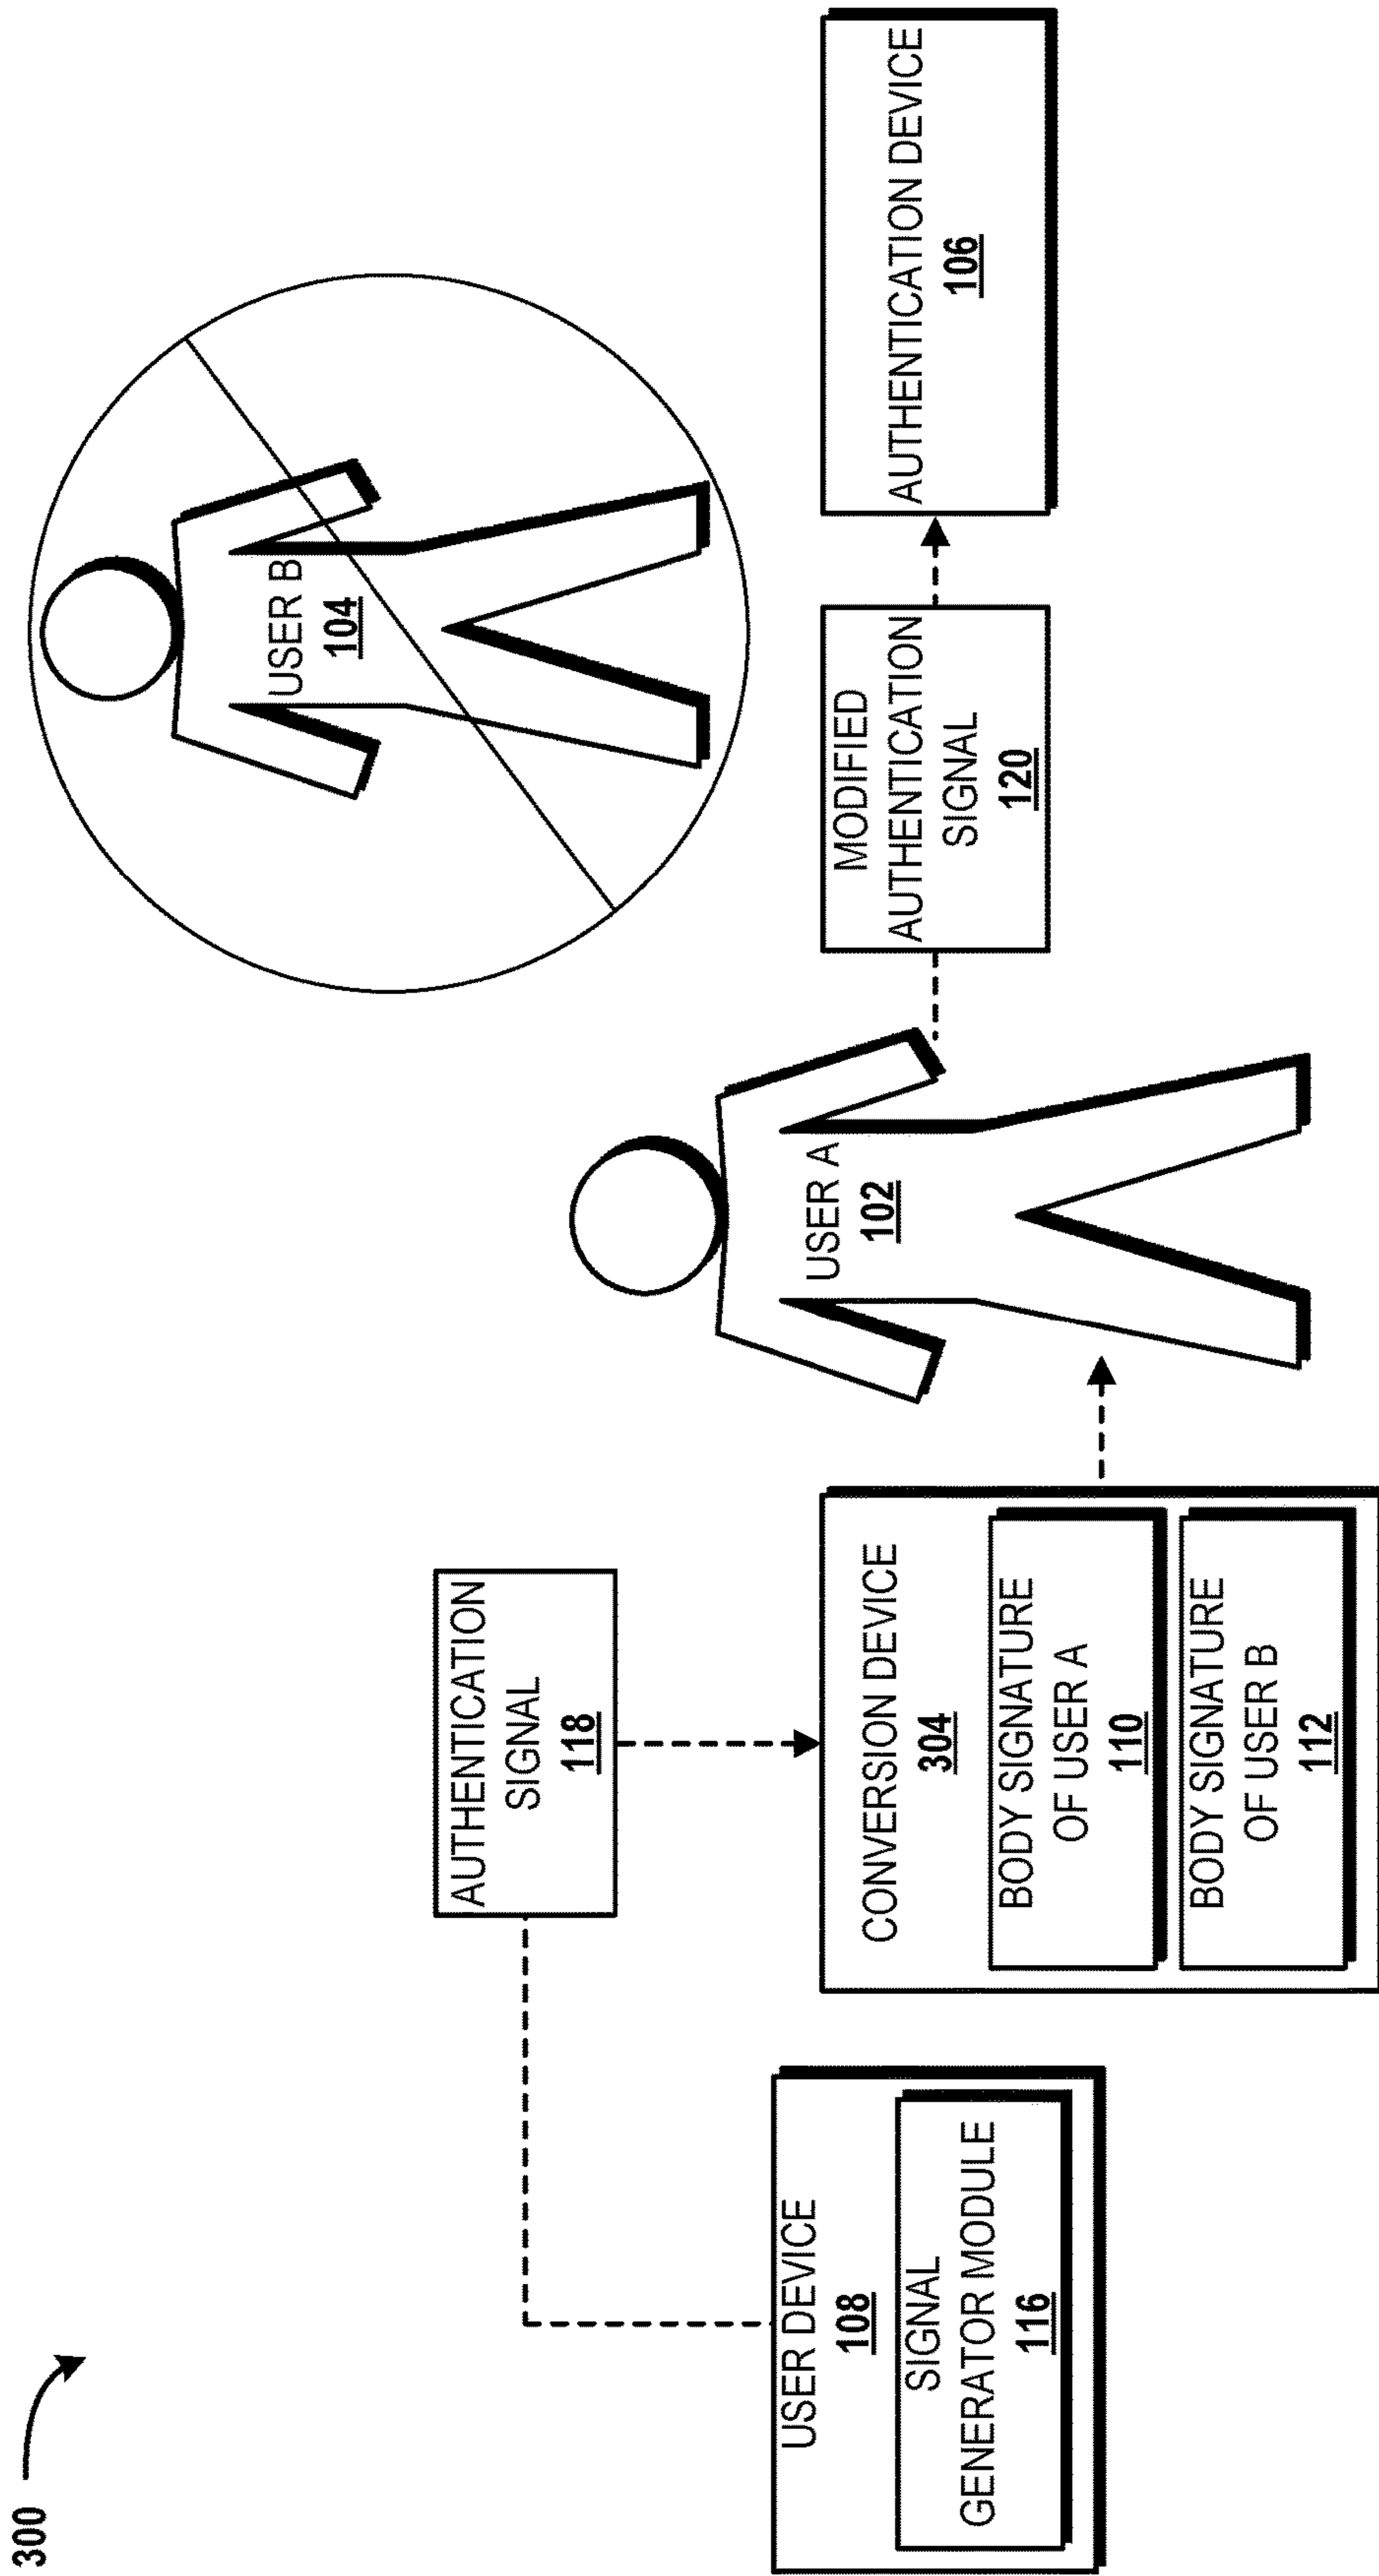 300
USER DEVICE
108
SIGNAL
GENERATOR MODULE
116
AUTHENTICATION
SIGNAL
118
CONVERSION DEVICE
304
BODY SIGNATURE
OF USER A
110
BODY SIGNATURE
OF USER B
112
USER A
102
USER B
104
MODIFIED
AUTHENTICATION
SIGNAL
120
AUTHENTICATION DEVICE
106